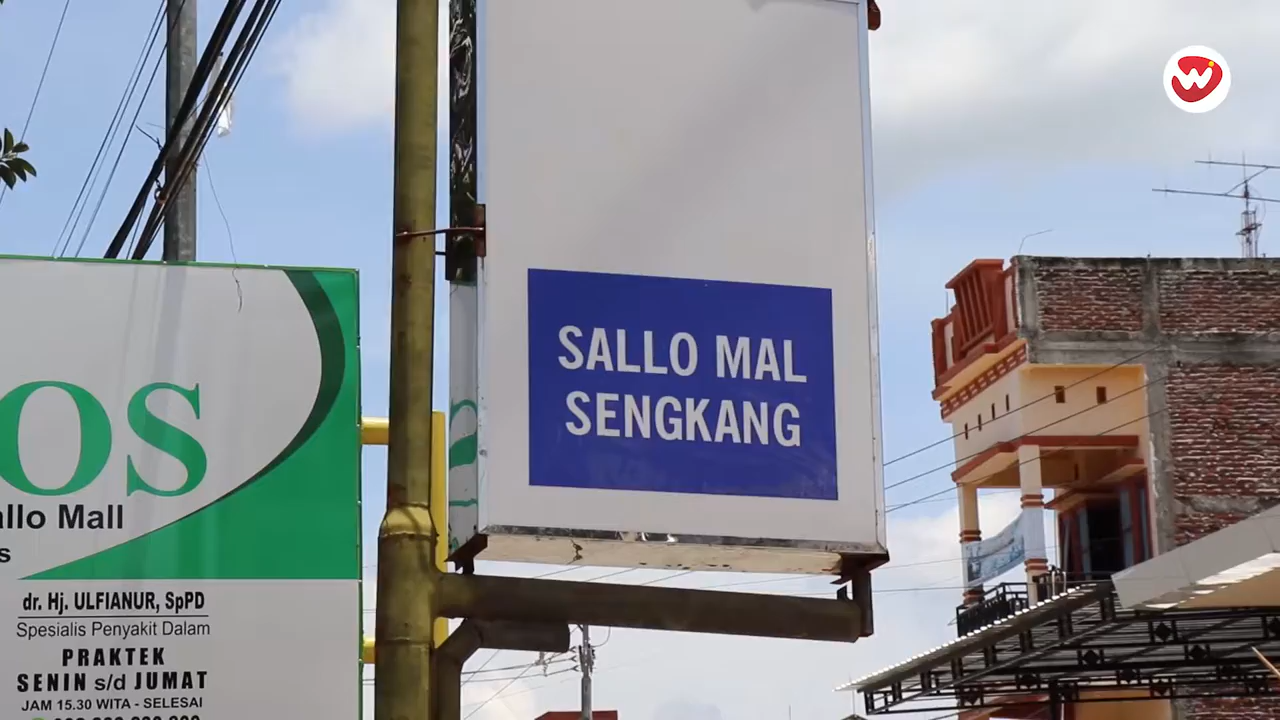 SALLO MAL
SENGKANG
OS
allo Mall
s
dr. Hj. ULFIANUR, SpPD
Spesialis Penyakit Dalam
PRAKTEK
SENIN s/d JUMAT
JAM 15.30 WITA - SELESAI
W